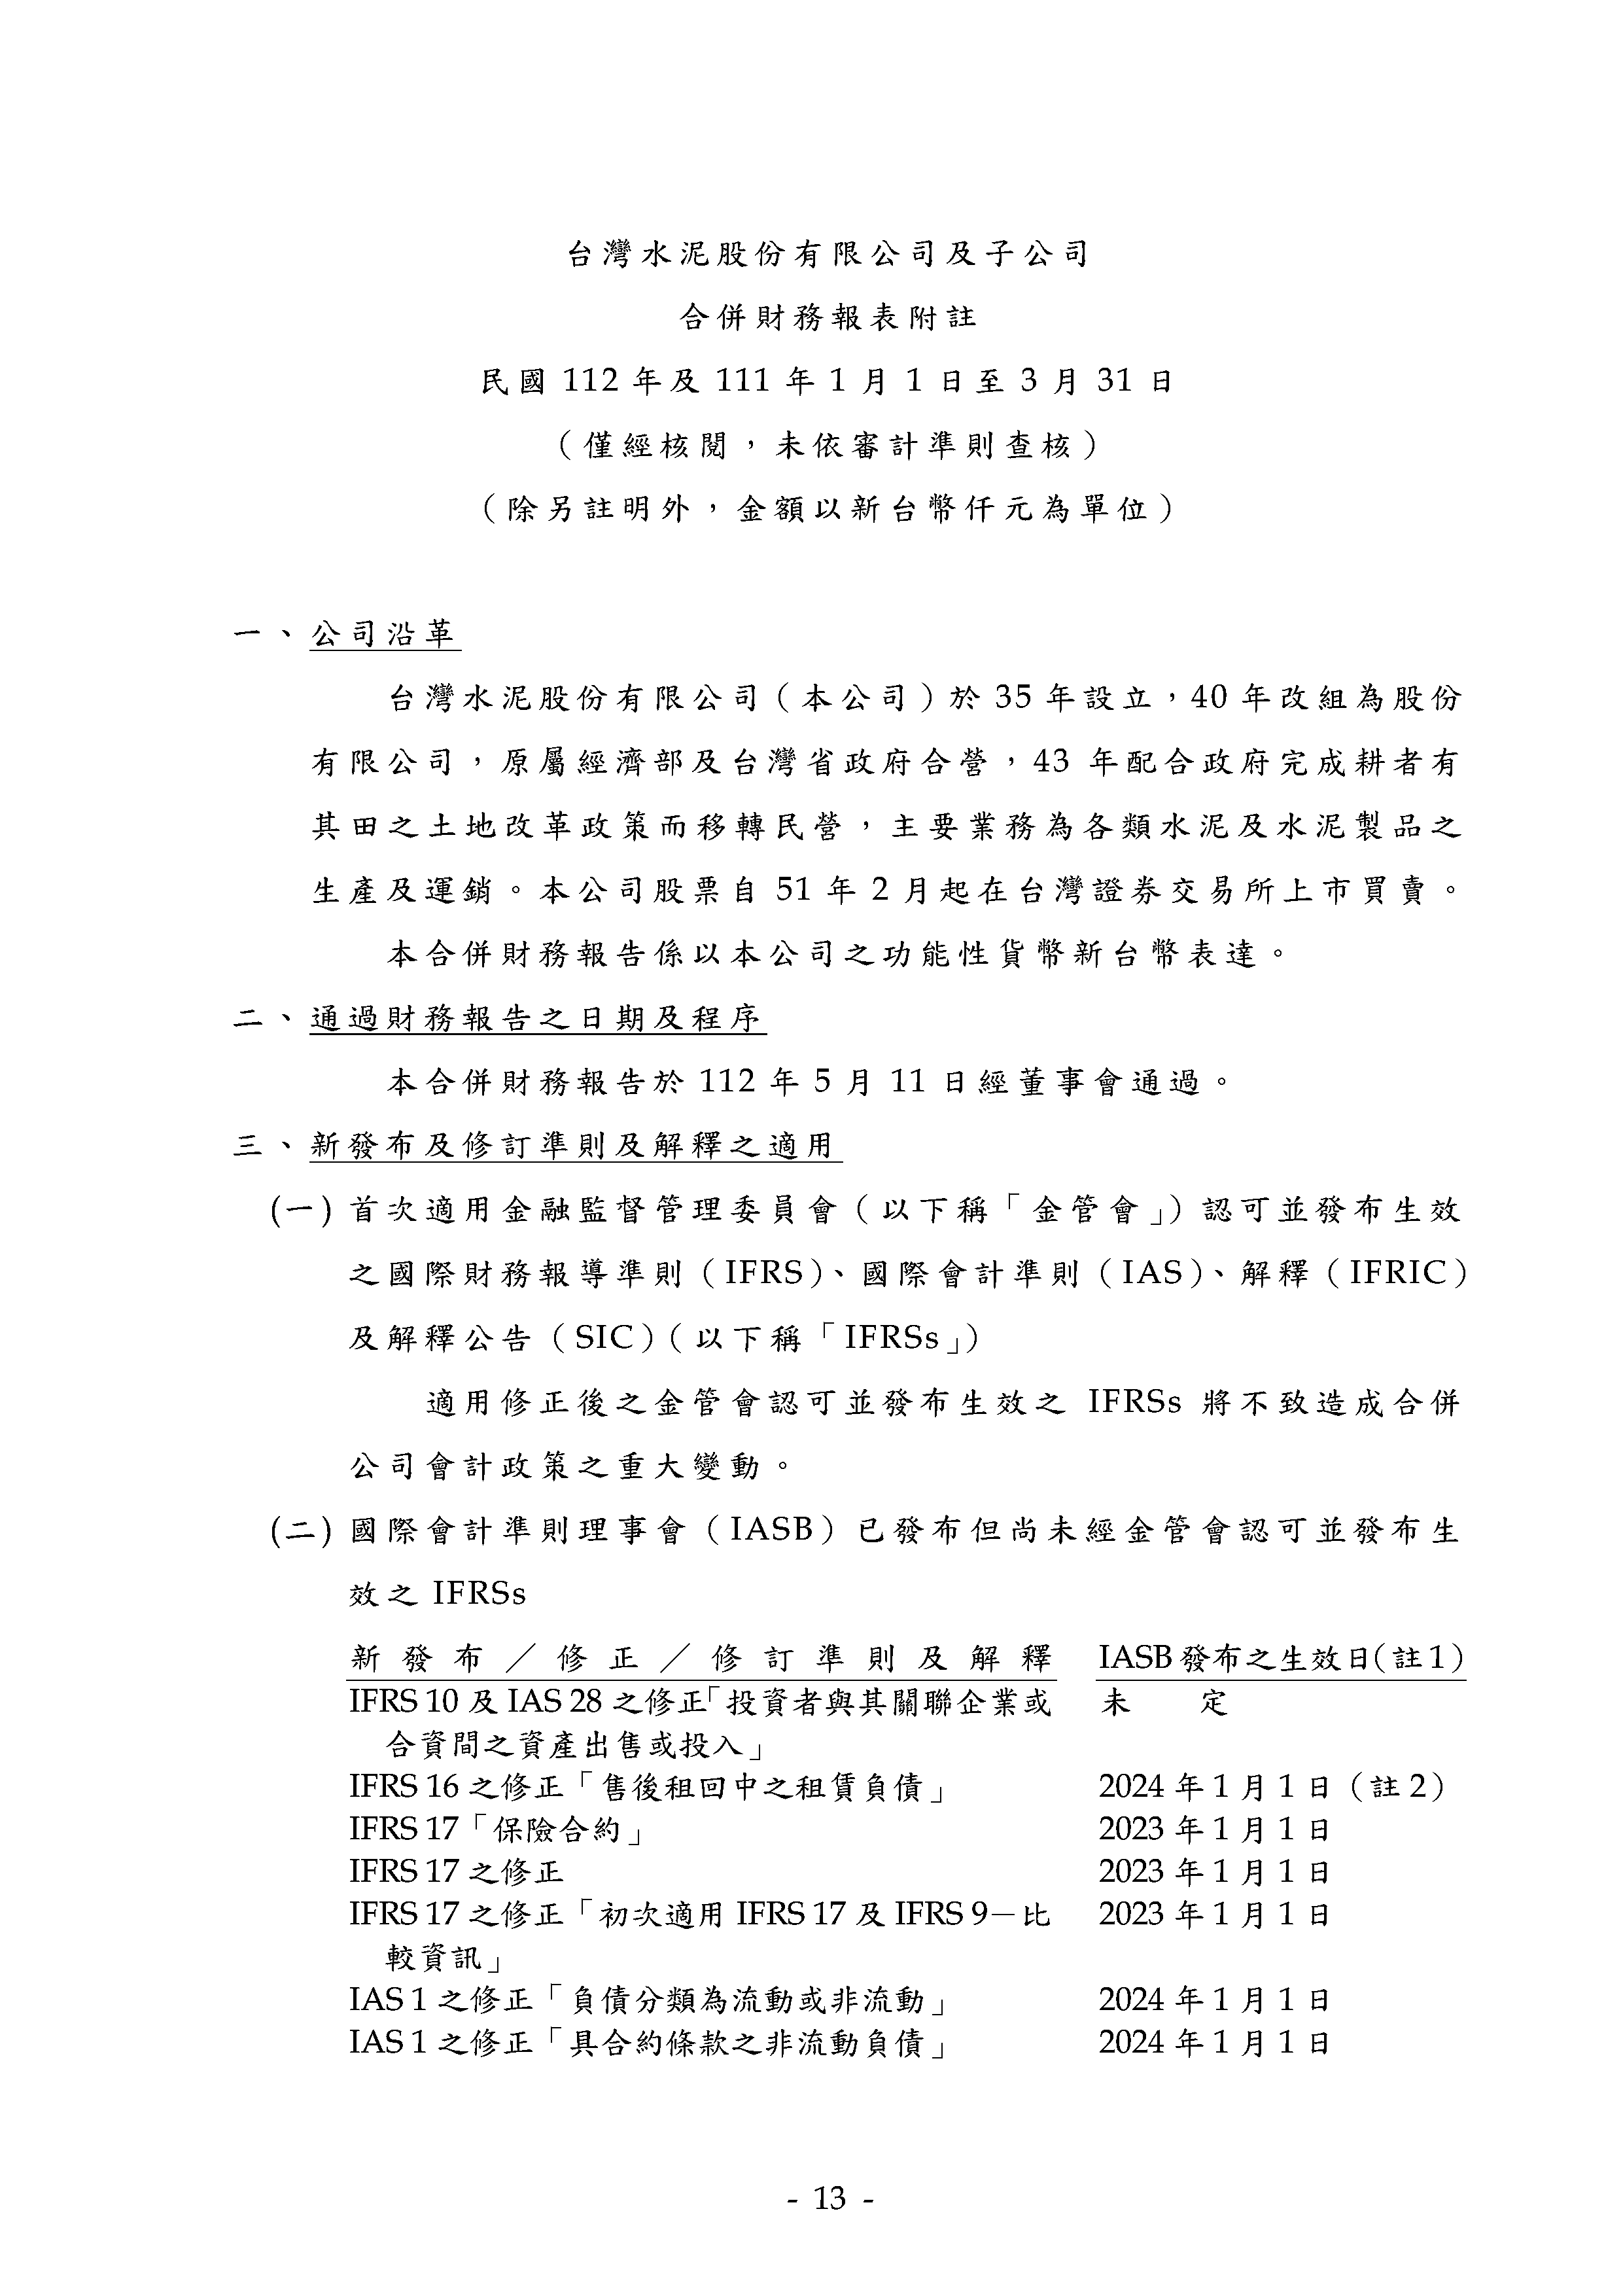 台灣水泥股份有限公司及子公司
合併財務報表附註
民國 112 年及 111 年 1 月 1 日至 3 月 31 日
（僅經核閱，未依審計準則查核）
（除另註明外，金額以新台幣仟元為單位）
一、公司沿革
台灣水泥股份有限公司（本公司）於 35 年設立，40 年改組為股份
有限公司，原屬經濟部及台灣省政府合營，43 年配合政府完成耕者有
其田之土地改革政策而移轉民營，主要業務為各類水泥及水泥製品之
生產及運銷。本公司股票自 51 年 2 月起在台灣證券交易所上市買賣。
本合併財務報告係以本公司之功能性貨幣新台幣表達。
二、通過財務報告之日期及程序
本合併財務報告於 112 年 5 月 11 日經董事會通過。
三、新發布及修訂準則及解釋之適用
(一) 首次適用金融監督管理委員會（以下稱「金管會」）認可並發布生效
之國際財務報導準則（IFRS）、國際會計準則（IAS）、解釋（IFRIC）
及解釋公告（SIC）（以下稱「IFRSs」）
適用修正後之金管會認可並發布生效之 IFRSs 將不致造成合併
公司會計政策之重大變動。
(二) 國際會計準則理事會（IASB）已發布但尚未經金管會認可並發布生
效之 IFRSs
新發布／修正／修訂準則及解釋 IASB 發布之生效日（註 1）
IFRS 10 及 IAS 28 之修正「投資者與其關聯企業或 未定
合資間之資產出售或投入」
IFRS 16 之修正「售後租回中之租賃負債」 2024 年 1 月 1 日（註 2）
IFRS 17「保險合約」 2023 年 1 月 1 日
IFRS 17 之修正 2023 年 1 月 1 日
IFRS 17 之修正「初次適用 IFRS 17 及 IFRS 9－比 2023 年 1 月 1 日
較資訊」
IAS 1 之修正「負債分類為流動或非流動」 2024 年 1 月 1 日
IAS 1 之修正「具合約條款之非流動負債」 2024 年 1 月 1 日
- 13 -